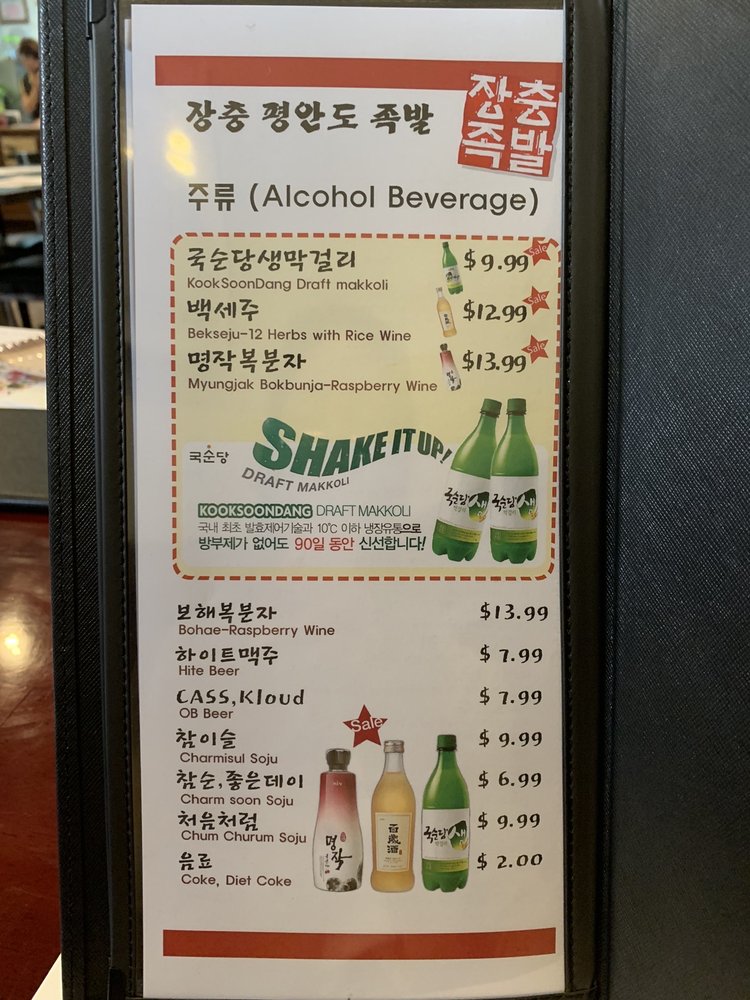 장충 평안도 족발
장충
족발
주류 (Alcohol Beverage)
국순당생막걸리 $9.99 Sale
KookSoonDang Draft makkoli
백세주 $12.99 Sale
Bekseju-12 Herbs with Rice Wine
명작복분자 $13.99 Sale
Myungjak Bokbunja-Raspberry Wine
국순당 SHAKE IT UP!
DRAFT MAKKOLI
KOOKSOONDANG DRAFT MAKKOLI
국내 최초 발효제어기술과 10℃ 이하 냉장유통으로
방부제가 없어도 90일 동안 신선합니다!
국순당 생 막걸리
보해복분자 $13.99
Bohae-Raspberry Wine
하이트맥주 $7.99
Hite Beer
CASS,Kloud $7.99
OB Beer
Sale
참이슬 $9.99
Charmisul Soju
참순,좋은데이 $6.99
Charm soon Soju
처음처럼 $9.99
Chum Churum Soju
음료 $2.00
Coke, Diet Coke
명작
百歲酒
국순당 생 막걸리